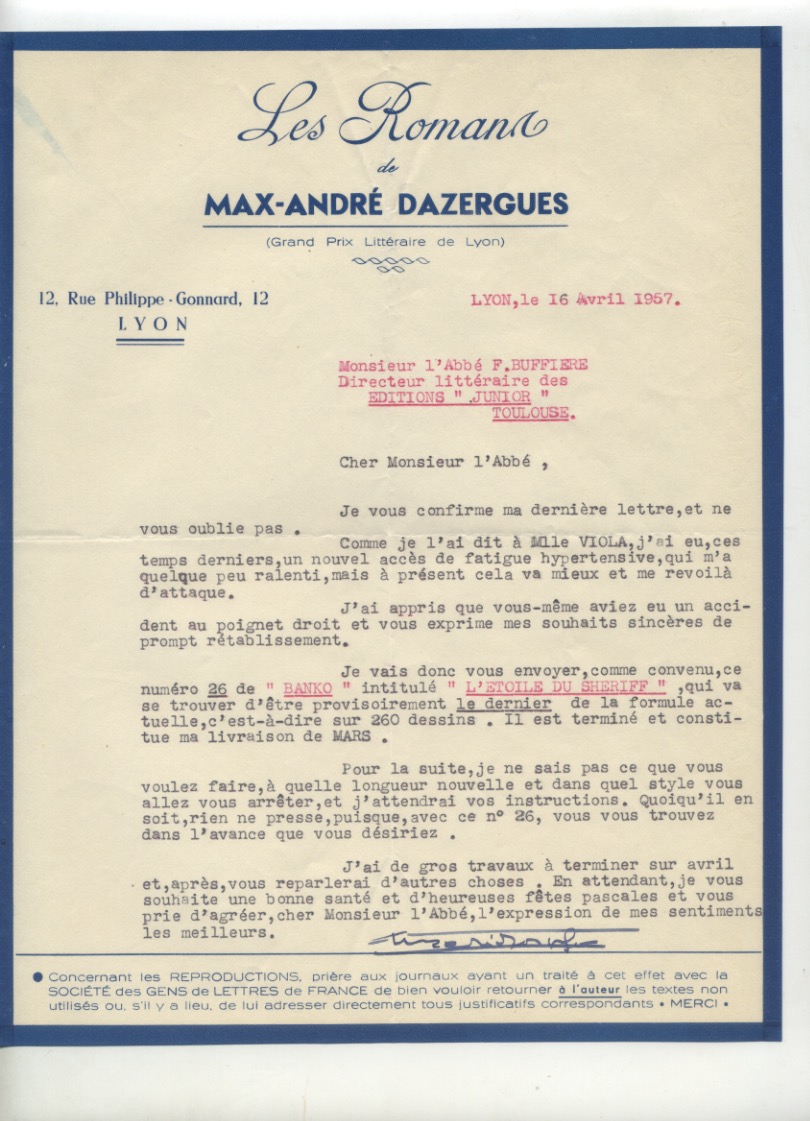 Les Romans
de
MAX-ANDRÉ DAZERGUES
(Grand Prix Littéraire de Lyon)
12, Rue Philippe-Gonnard, 12
LYON
LYON,le 16 Avril 1957.
Monsieur l'Abbé F.BUFFIERE
Directeur littéraire des
EDITIONS " JUNIOR "
TOULOUSE.
Cher Monsieur l'Abbé ,
Je vous confirme ma dernière lettre,et ne
vous oublie pas .
Comme je l'ai dit à Mlle VIOLA,j'ai eu,ces
temps derniers,un nouvel accès de fatigue hypertensive,qui m'a
quelque peu ralenti,mais à présent cela va mieux et me revoilà
d'attaque.
J'ai appris que vous-même aviez eu un acci-
dent au poignet droit et vous exprime mes souhaits sincères de
prompt rétablissement.
Je vais donc vous envoyer,comme convenu,ce
numéro 26 de " BANKO " intitulé " L'ETOILE DU SHERIFF " ,qui va
se trouver d'être provisoirement le dernier de la formule ac-
tuelle,c'est-à-dire sur 260 dessins . Il est terminé et consti-
tue ma livraison de MARS .
Pour la suite,je ne sais pas ce que vous
voulez faire,à quelle longueur nouvelle et dans quel style vous
allez vous arrêter,et j'attendrai vos instructions. Quoiqu'il en
soit,rien ne presse,puisque,avec ce n° 26, vous vous trouvez
dans l'avance que vous désiriez .
J'ai de gros travaux à terminer sur avril
et,après,vous reparlerai d'autres choses . En attendant,je vous
souhaite une bonne santé et d'heureuses fêtes pascales et vous
prie d'agréer,cher Monsieur l'Abbé,l'expression de mes sentiments
les meilleurs.
● Concernant les REPRODUCTIONS, prière aux journaux ayant un traité à cet effet avec la
SOCIÉTÉ des GENS de LETTRES de FRANCE de bien vouloir retourner à l'auteur les textes non
utilisés ou, s'il y a lieu, de lui adresser directement tous justificatifs correspondants • MERCI •